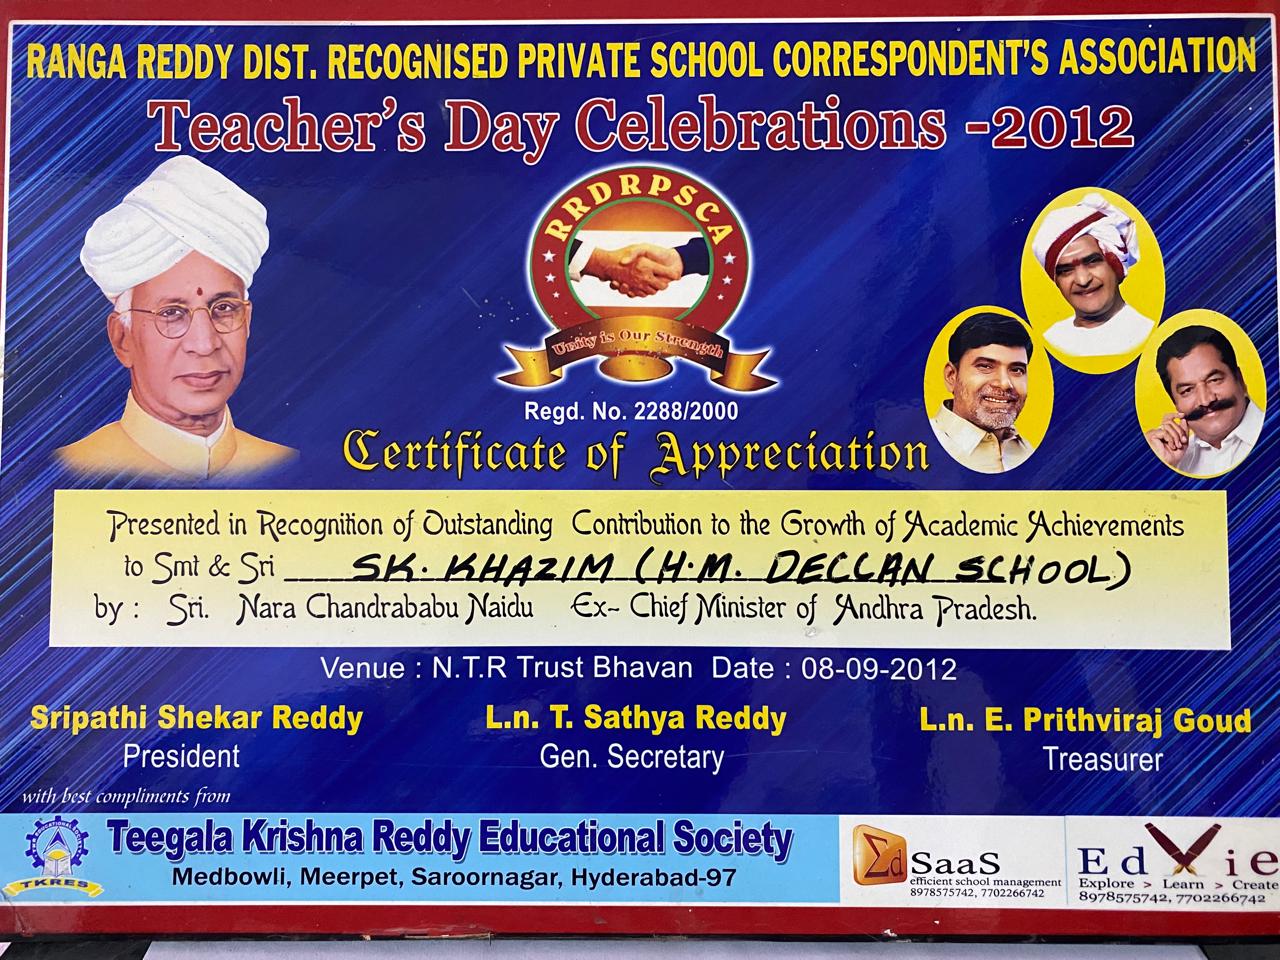 RANGA REDDY DIST. RECOGNISED PRIVATE SCHOOL CORRESPONDENT'S ASSOCIATION
Teacher's Day Celebrations -2012
RRDRPSCA
Unity is Our Strength
Regd. No. 2288/2000
Certificate of Appreciation
Presented in Recognition of Outstanding Contribution to the Growth of Academic Achievements
to Smt & Sri SK. KHAZIM (H.M. DECCAN SCHOOL)
by : Sri. Nara Chandrababu Naidu Ex- Chief Minister of Andhra Pradesh.
Venue : N.T.R Trust Bhavan Date : 08-09-2012
Sripathi Shekar Reddy L.n. T. Sathya Reddy L.n. E. Prithviraj Goud
President Gen. Secretary Treasurer
with best compliments from
TKRES
Teegala Krishna Reddy Educational Society
Medbowli, Meerpet, Saroornagar, Hyderabad-97
Σd SaaS
efficient school management
8978575742, 7702266742
EdXie
Explore > Learn > Create
8978575742, 7702266742